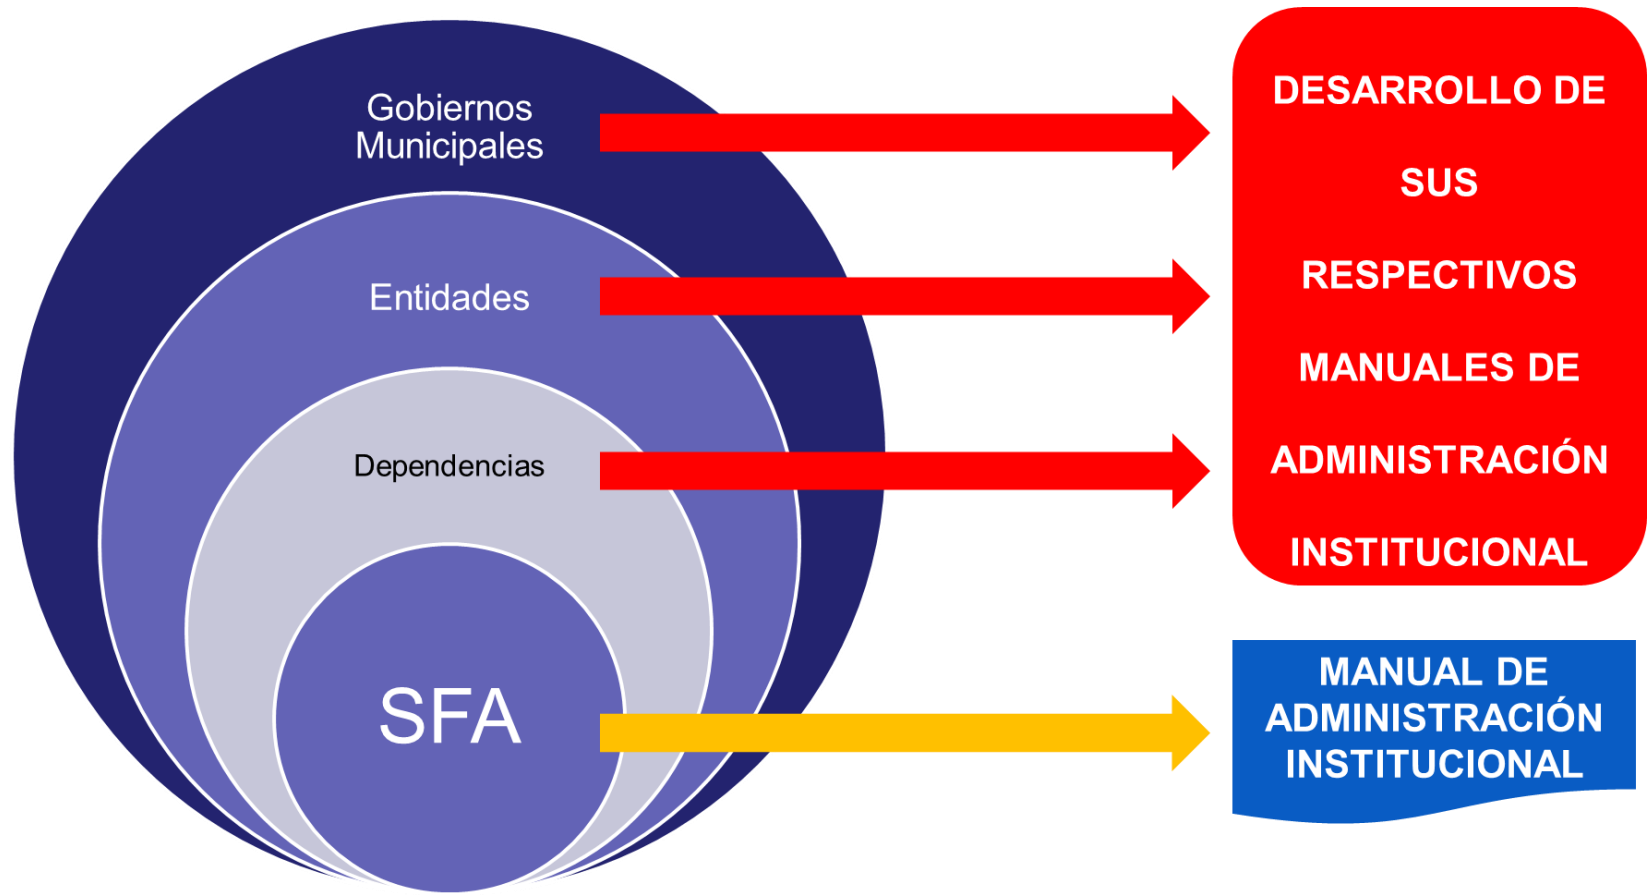 Gobiernos
Municipales
Entidades
Dependencias
SFA
DESARROLLO DE
SUS
RESPECTIVOS
MANUALES DE
ADMINISTRACIÓN
INSTITUCIONAL
MANUAL DE
ADMINISTRACIÓN
INSTITUCIONAL